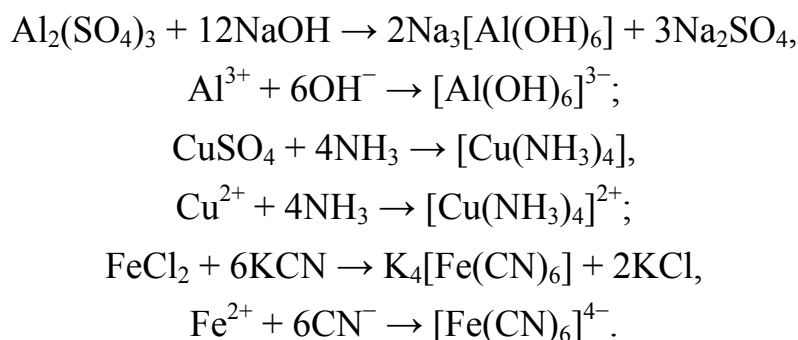 Al₂(SO₄)₃ + 12NaOH → 2Na₃[Al(OH)₆] + 3Na₂SO₄,
Al³⁺ + 6OH⁻ → [Al(OH)₆]³⁻;
CuSO₄ + 4NH₃ → [Cu(NH₃)₄],
Cu²⁺ + 4NH₃ → [Cu(NH₃)₄]²⁺;
FeCl₂ + 6KCN → K₄[Fe(CN)₆] + 2KCl,
Fe²⁺ + 6CN⁻ → [Fe(CN)₆]⁴⁻.